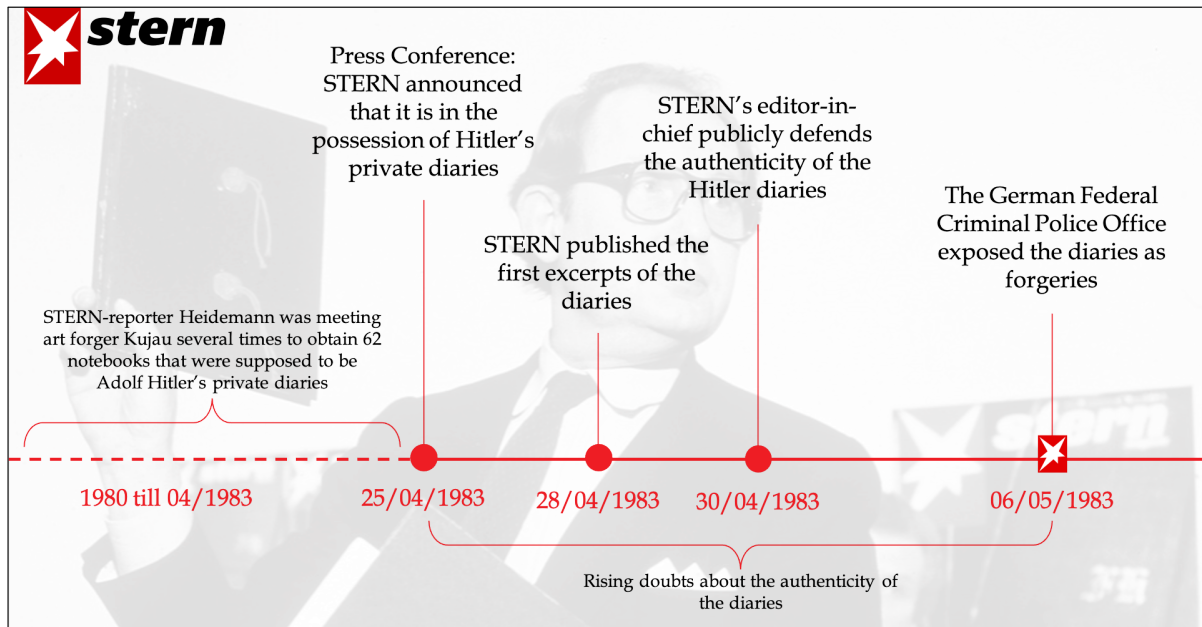 stern
Press Conference:
STERN announced
that it is in the
possession of Hitler's
private diaries
STERN's editor-in-
chief publicly defends
the authenticity of the
Hitler diaries
The German Federal
Criminal Police Office
exposed the diaries as
forgeries
STERN published the
first excerpts of the
diaries
STERN-reporter Heidemann was meeting
art forger Kujau several times to obtain 62
notebooks that were supposed to be
Adolf Hitler's private diaries
stern
1980 till 04/1983
25/04/1983
28/04/1983
30/04/1983
06/05/1983
Rising doubts about the authenticity of
the diaries